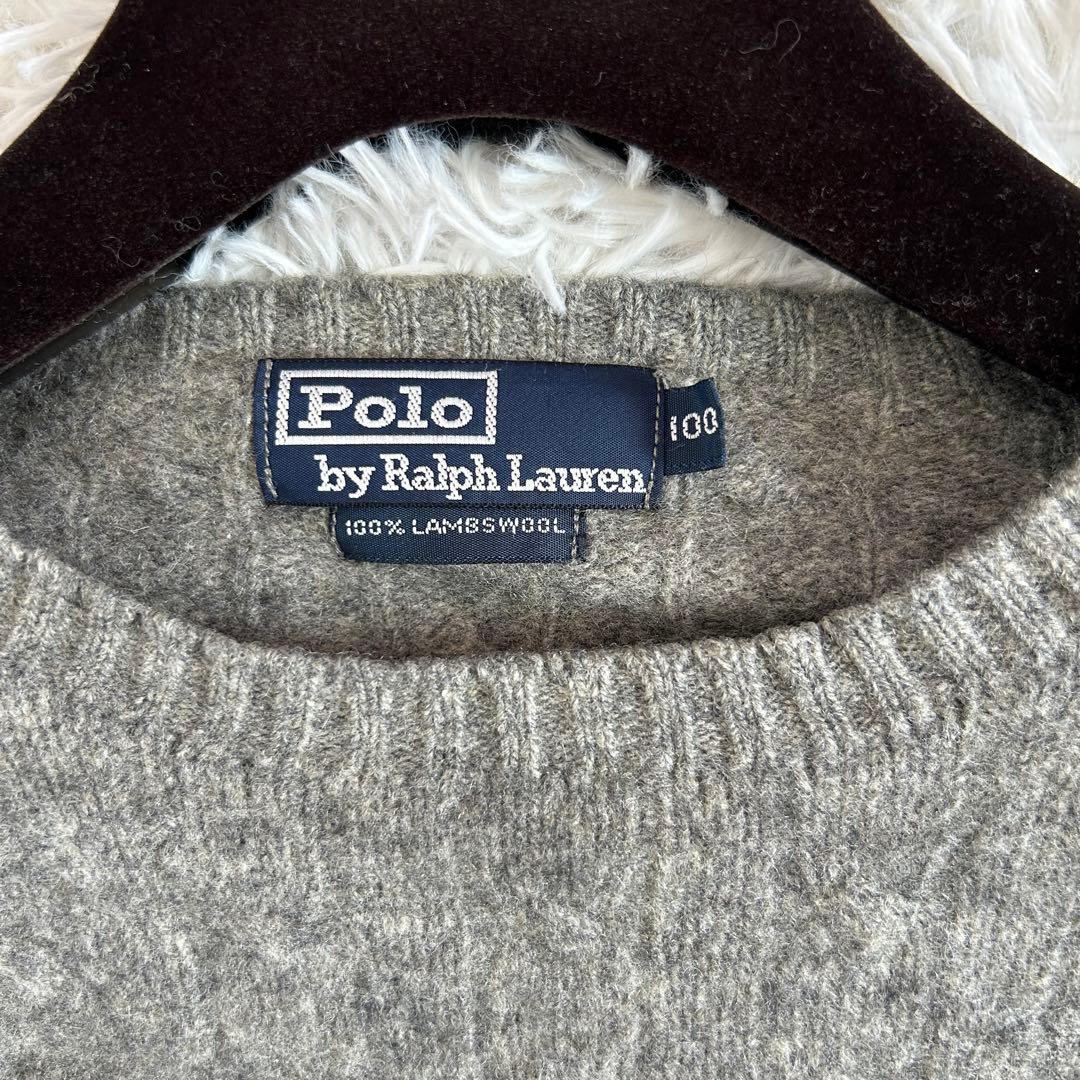 Polo
by Ralph Lauren
100
100% LAMBSWOOL